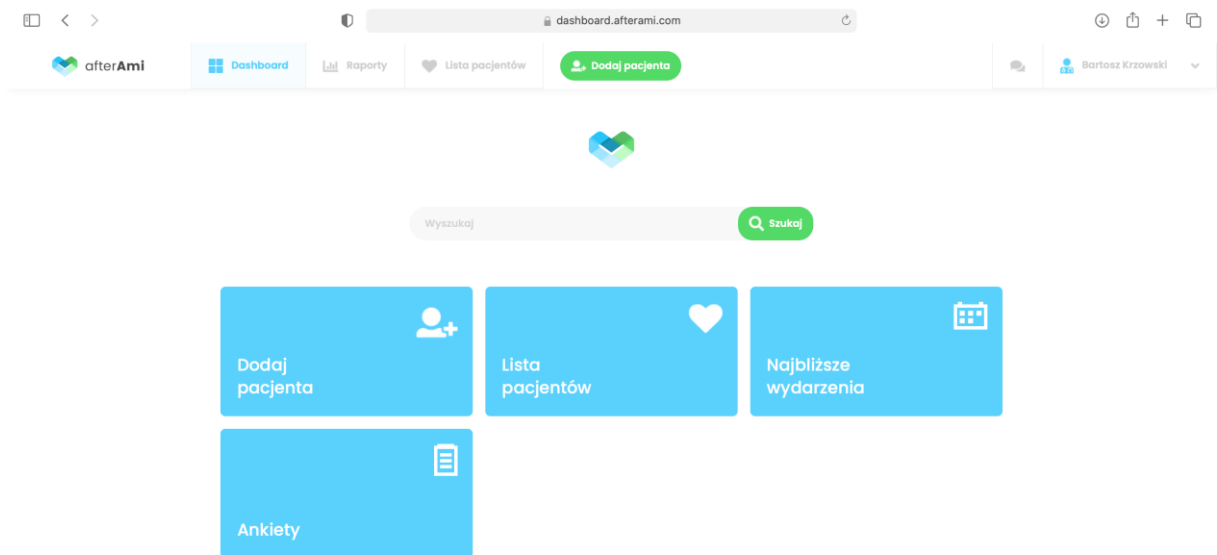 dashboard.afterami.com
afterAmi
Dashboard
Raporty
Lista pacjentów
Dodaj pacjenta
Bartosz Krzowski
Wyszukaj
Szukaj
Dodaj
pacjenta
Lista
pacjentów
Najbliższe
wydarzenia
Ankiety